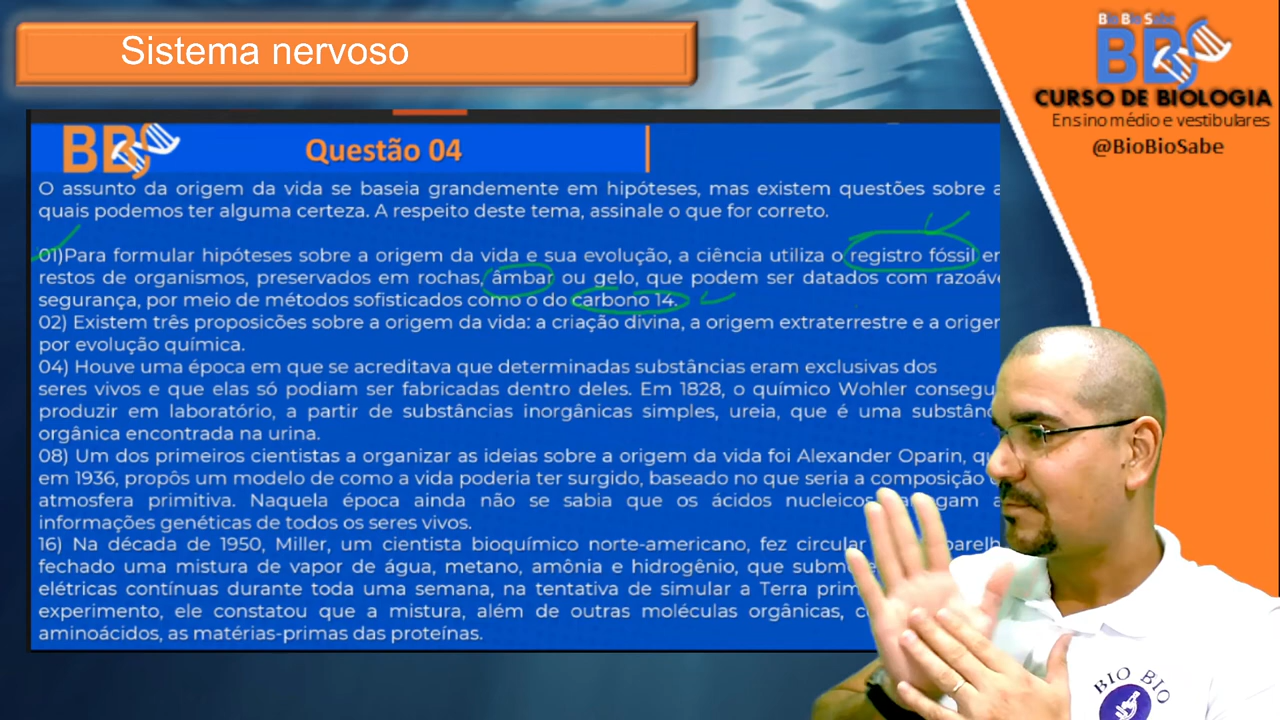 Sistema nervoso
Bio Bio Sabe
BBS
CURSO DE BIOLOGIA
Ensino médio e vestibulares
@BioBioSabe
BBS
Questão 04
O assunto da origem da vida se baseia grandemente em hipóteses, mas existem questões sobre a
quais podemos ter alguma certeza. A respeito deste tema, assinale o que for correto.
01)Para formular hipóteses sobre a origem da vida e sua evolução, a ciência utiliza o registro fóssil
restos de organismos, preservados em rochas, âmbar ou gelo, que podem ser datados com
segurança, por meio de métodos sofisticados como o do carbono 14.
02) Existem três proposicões sobre a origem da vida: a criação divina, a origem extraterrestre e a
por evolução química.
04) Houve uma época em que se acreditava que determinadas substâncias eram exclusivas dos
seres vivos e que elas só podiam ser fabricadas dentro deles. Em 1828, o químico Wohler
produzir em laboratório, a partir de substâncias inorgânicas simples, ureia, que é uma
orgânica encontrada na urina.
08) Um dos primeiros cientistas a organizar as ideias sobre a origem da vida foi Alexander Oparin,
em 1936, propôs um modelo de como a vida poderia ter surgido, baseado no que seria a composição
atmosfera primitiva. Naquela época ainda não se sabia que os ácidos nucleicos
informações genéticas de todos os seres vivos.
16) Na década de 1950, Miller, um cientista bioquímico norte-americano, fez circular
fechado uma mistura de vapor de água, metano, amônia e hidrogênio, que
elétricas contínuas durante toda uma semana, na tentativa de simular a Terra
experimento, ele constatou que a mistura, além de outras moléculas orgânicas,
aminoácidos, as matérias-primas das proteínas.
BIO BIO